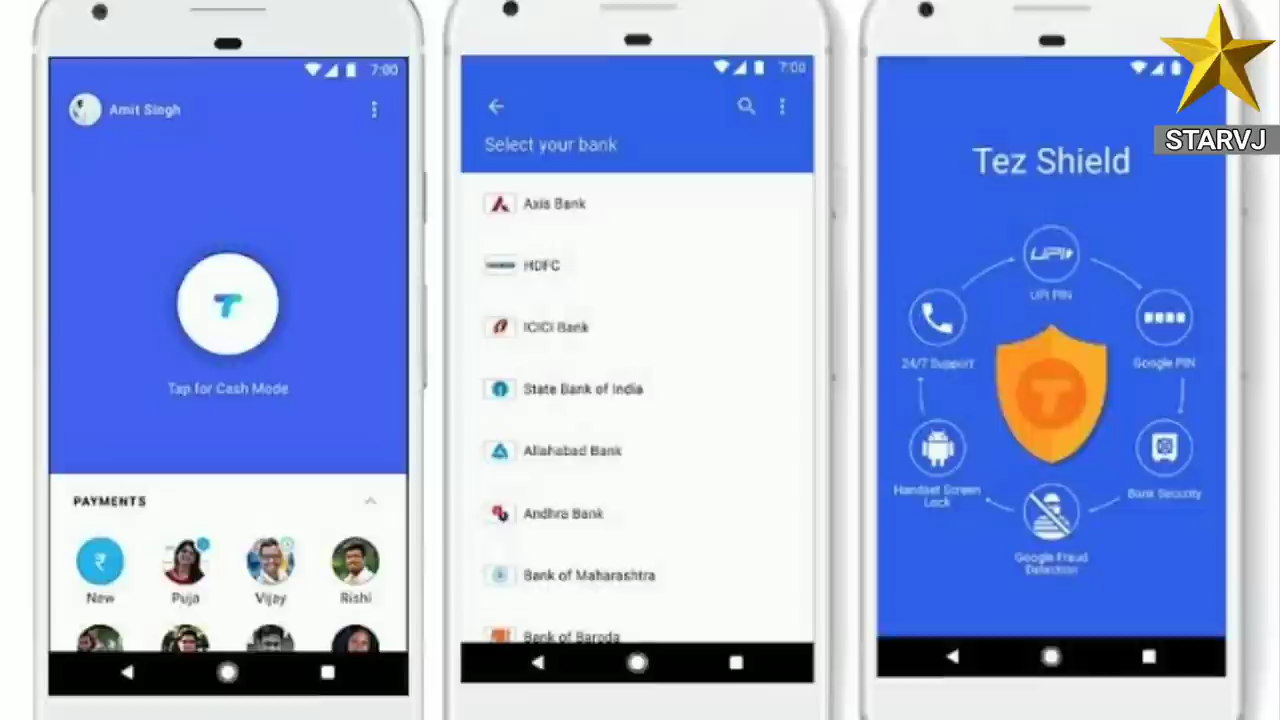 7:00
Amit Singh
Tap for Cash Mode
PAYMENTS
New
Puja
Vijay
Rishi
7:00
Select your bank
Axis Bank
HDFC
ICICI Bank
State Bank of India
Allahabad Bank
Andhra Bank
Bank of Maharashtra
Bank of Baroda
STARVJ
Tez Shield
UPI
UPI PIN
24/7 Support
Google PIN
Handset Screen
Lock
Bank Security
Google Fraud
Detection